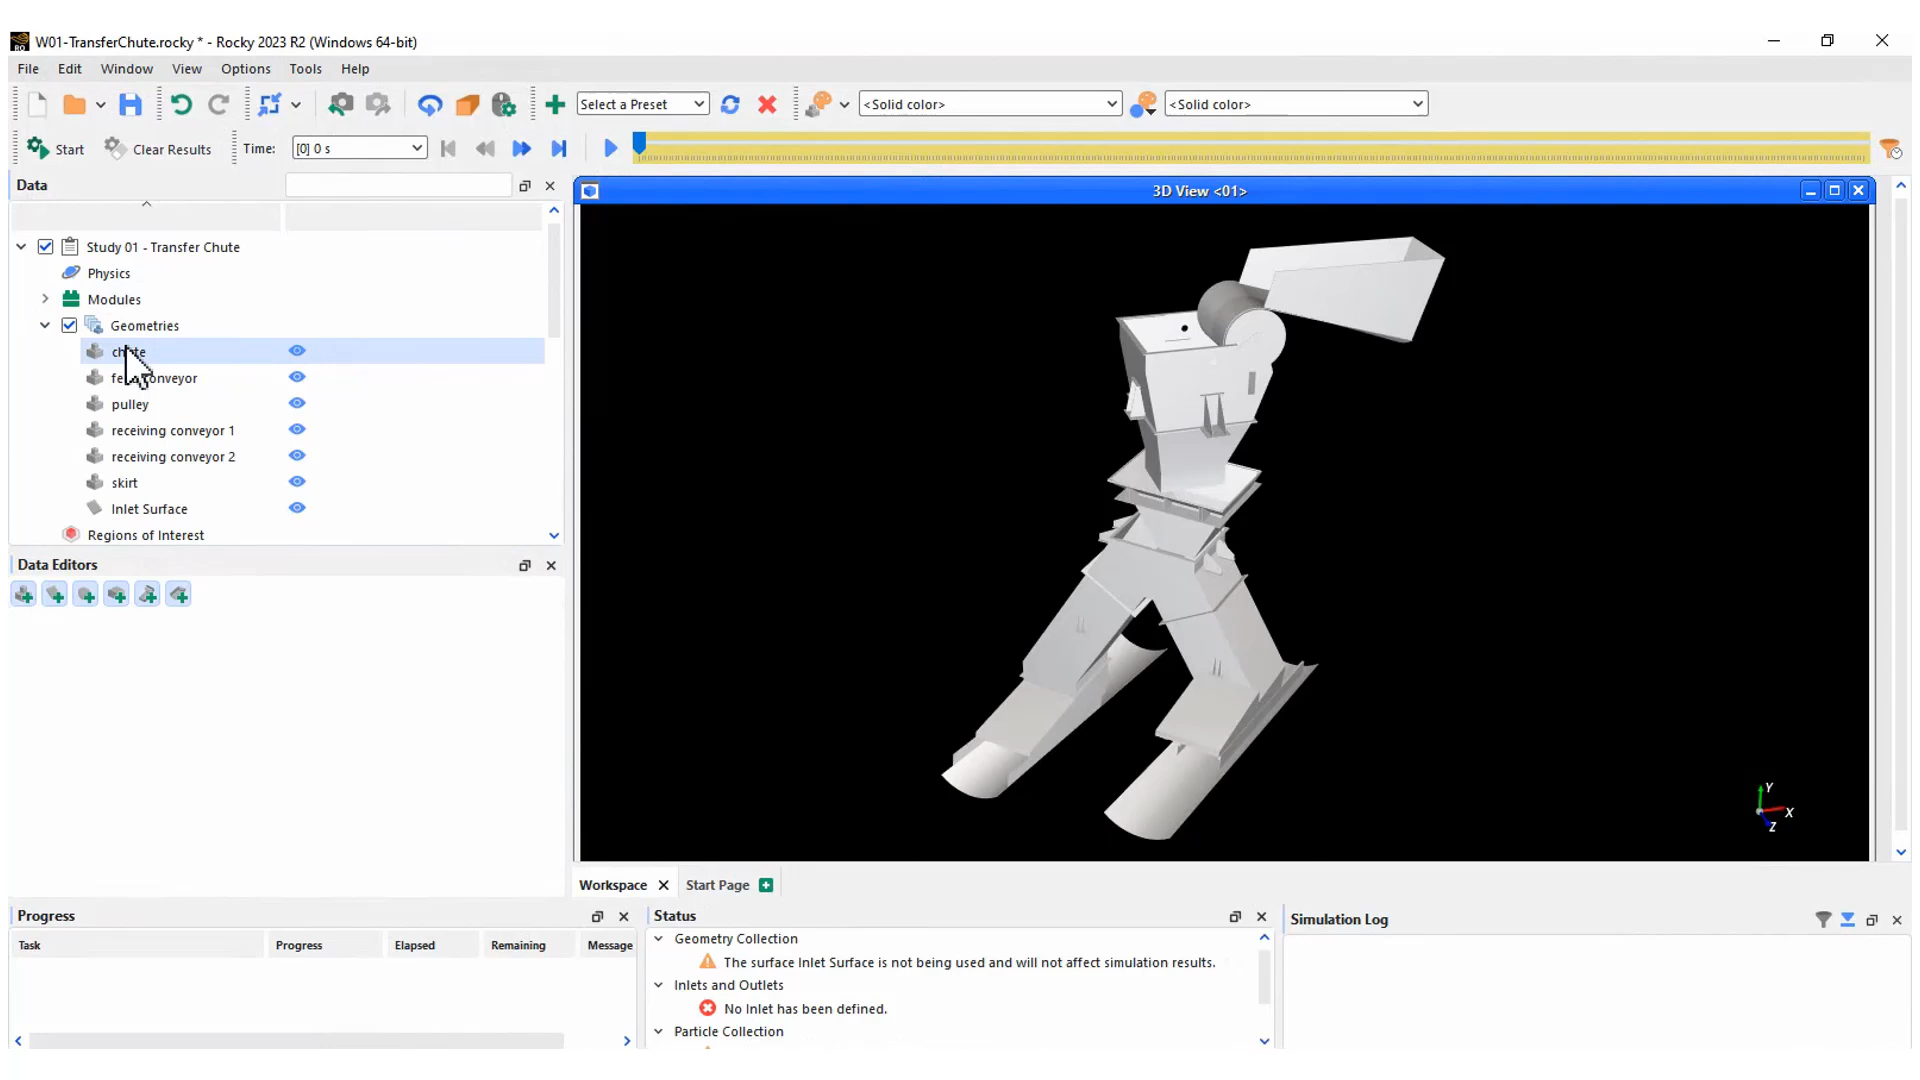 W01-TransferChute.rocky * - Rocky 2023 R2 (Windows 64-bit)
File Edit Window View Options Tools Help
Select a Preset <Solid color> <Solid color>
Start Clear Results Time: [0] 0 s
Data
3D View <01>
Study 01 - Transfer Chute
Physics
Modules
Geometries
pulley
receiving conveyor 1
receiving conveyor 2
skirt
Inlet Surface
Regions of Interest
Data Editors
Y
X
Z
Workspace Start Page
Progress
Task Progress Elapsed Remaining Message
Status
Geometry Collection
The surface Inlet Surface is not being used and will not affect simulation results.
Inlets and Outlets
No Inlet has been defined.
Particle Collection
Simulation Log